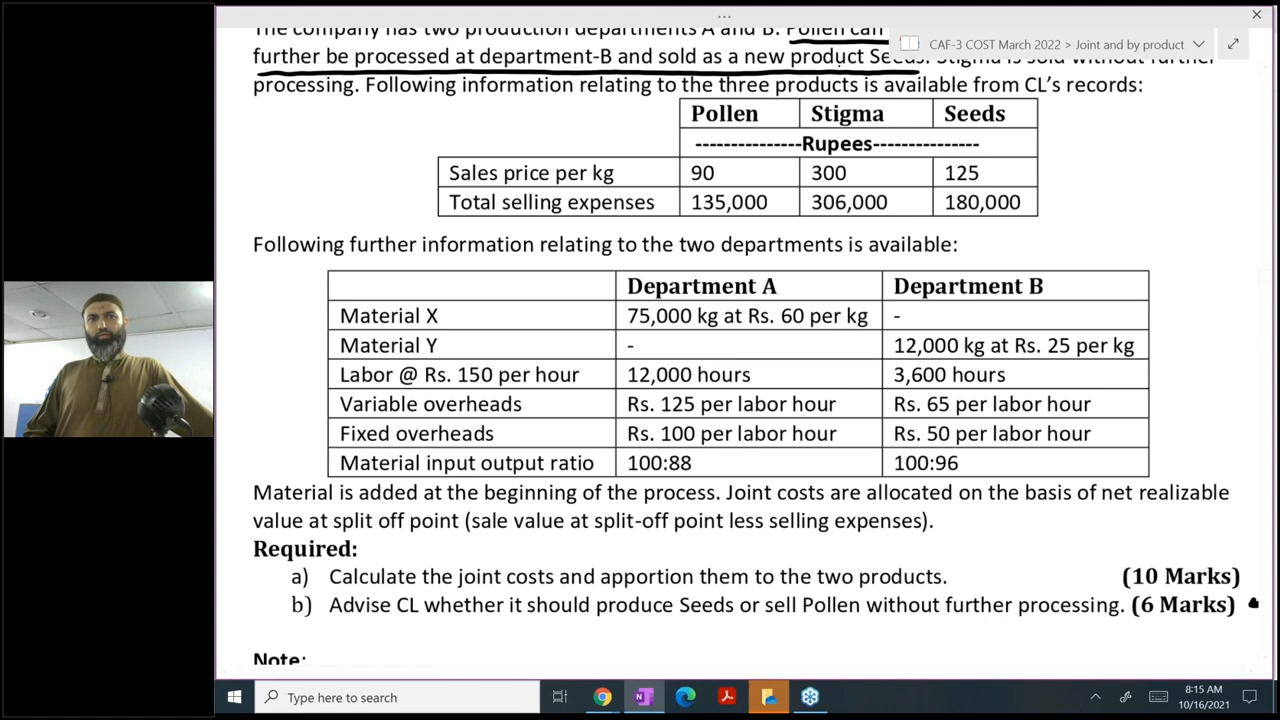 The company has two production departments A and B. Pollen can
CAF-3 COST March 2022 > Joint and by product
further be processed at department-B and sold as a new product Seeds. Stigma is sold without further
processing. Following information relating to the three products is available from CL's records:
Pollen Stigma Seeds
---------------Rupees---------------
Sales price per kg 90 300 125
Total selling expenses 135,000 306,000 180,000
Following further information relating to the two departments is available:
Department A Department B
Material X 75,000 kg at Rs. 60 per kg -
Material Y - 12,000 kg at Rs. 25 per kg
Labor @ Rs. 150 per hour 12,000 hours 3,600 hours
Variable overheads Rs. 125 per labor hour Rs. 65 per labor hour
Fixed overheads Rs. 100 per labor hour Rs. 50 per labor hour
Material input output ratio 100:88 100:96
Material is added at the beginning of the process. Joint costs are allocated on the basis of net realizable
value at split off point (sale value at split-off point less selling expenses).
Required:
a) Calculate the joint costs and apportion them to the two products. (10 Marks)
b) Advise CL whether it should produce Seeds or sell Pollen without further processing. (6 Marks)
Note:
Type here to search
8:15 AM
10/16/2021